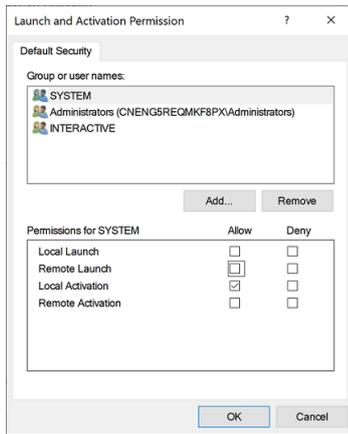 Launch and Activation Permission ? ×
Default Security
Group or user names:
SYSTEM
Administrators (CNENG5REQMKF8PX\Administrators)
INTERACTIVE
Add... Remove
Permissions for SYSTEM Allow Deny
Local Launch
Remote Launch
Local Activation
Remote Activation
OK Cancel